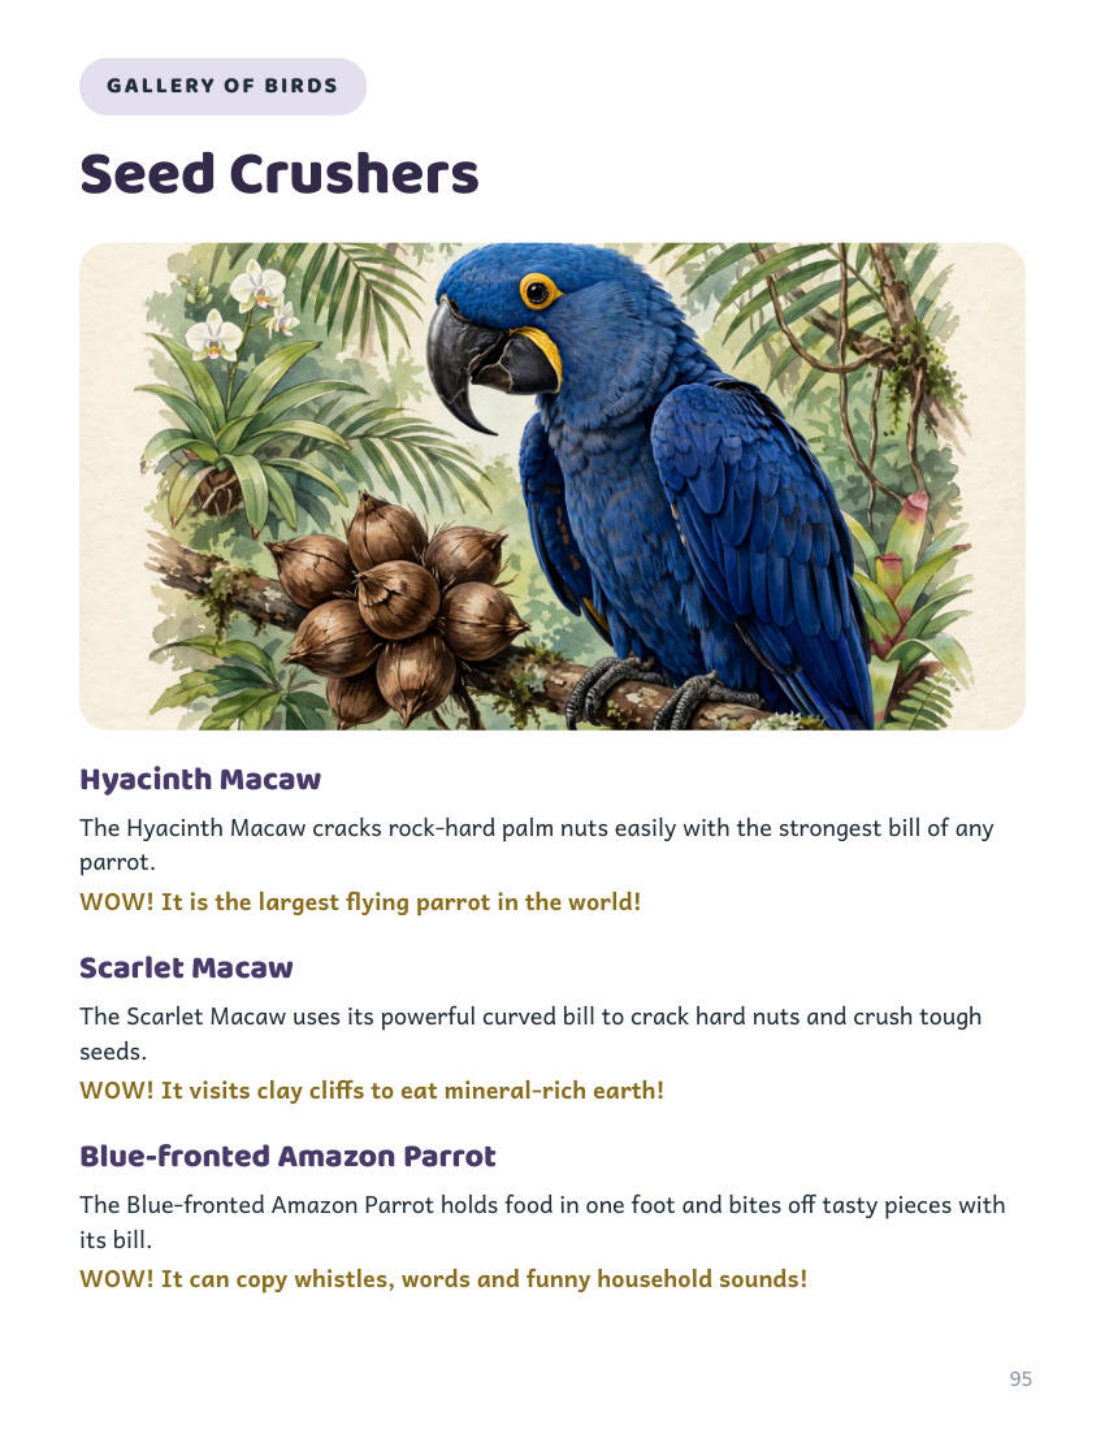 GALLERY OF BIRDS
Seed Crushers
Hyacinth Macaw
The Hyacinth Macaw cracks rock-hard palm nuts easily with the strongest bill of any
parrot.
WOW! It is the largest flying parrot in the world!
Scarlet Macaw
The Scarlet Macaw uses its powerful curved bill to crack hard nuts and crush tough
seeds.
WOW! It visits clay cliffs to eat mineral-rich earth!
Blue-fronted Amazon Parrot
The Blue-fronted Amazon Parrot holds food in one foot and bites off tasty pieces with
its bill.
WOW! It can copy whistles, words and funny household sounds!
95